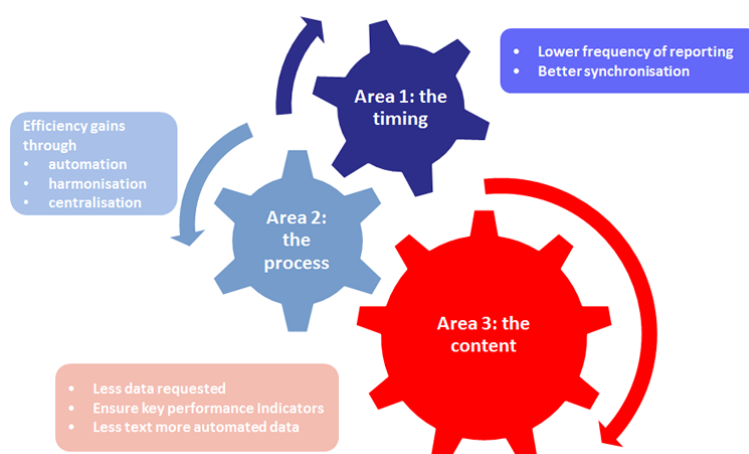 Area 1: the
timing
• Lower frequency of reporting
• Better synchronisation
Efficiency gains
through
• automation
• harmonisation
• centralisation
Area 2:
the
process
Area 3: the
content
• Less data requested
• Ensure key performance Indicators
• Less text more automated data